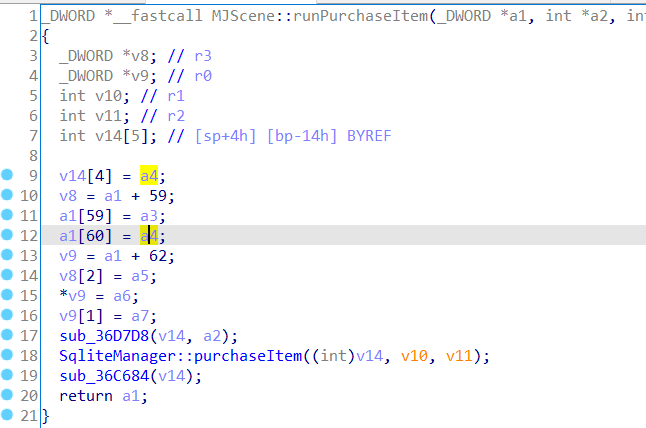 1 _DWORD *__fastcall MJScene::runPurchaseItem(_DWORD *a1, int *a2, in
2 {
3 _DWORD *v8; // r3
4 _DWORD *v9; // r0
5 int v10; // r1
6 int v11; // r2
7 int v14[5]; // [sp+4h] [bp-14h] BYREF
8
9 v14[4] = a4;
10 v8 = a1 + 59;
11 a1[59] = a3;
12 a1[60] = a4;
13 v9 = a1 + 62;
14 v8[2] = a5;
15 *v9 = a6;
16 v9[1] = a7;
17 sub_36D7D8(v14, a2);
18 SqliteManager::purchaseItem((int)v14, v10, v11);
19 sub_36C684(v14);
20 return a1;
21 }